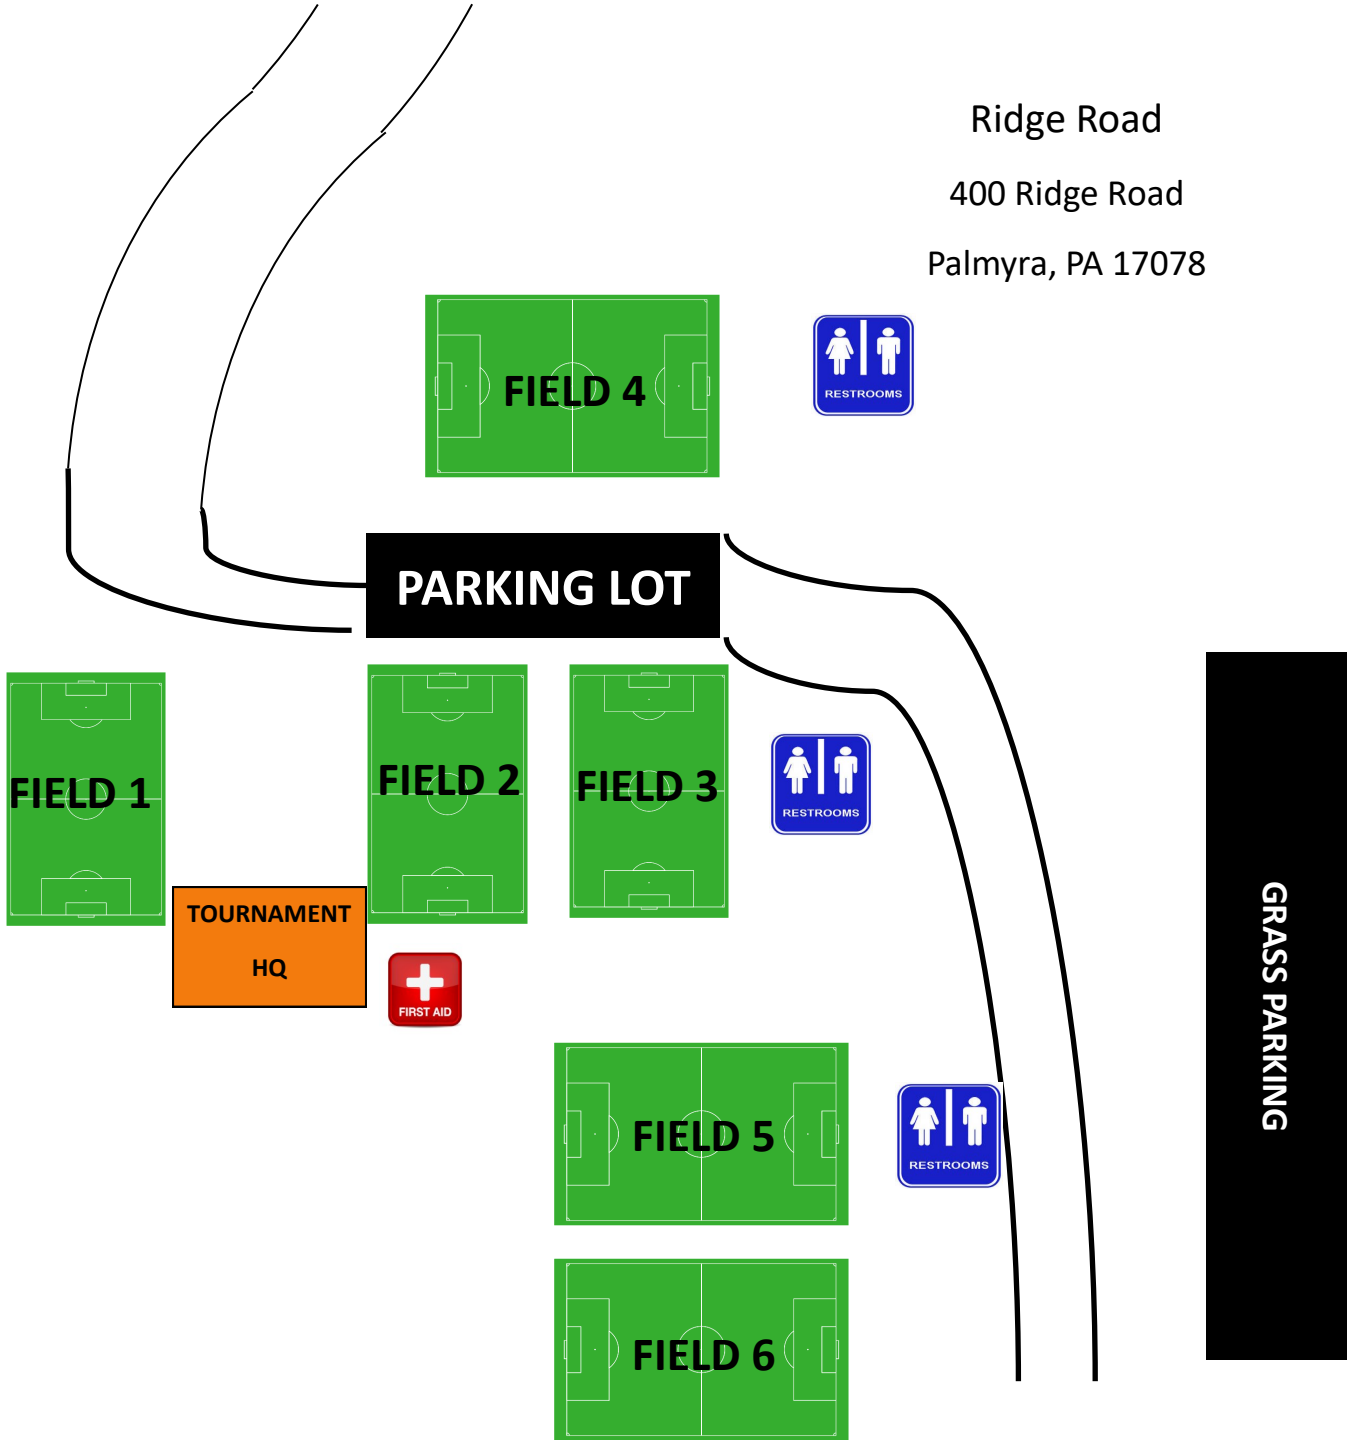 Ridge Road
400 Ridge Road
Palmyra, PA 17078
FIELD 4
RESTROOMS
PARKING LOT
FIELD 1
FIELD 2
FIELD 3
RESTROOMS
TOURNAMENT
HQ
FIRST AID
GRASS PARKING
FIELD 5
RESTROOMS
FIELD 6